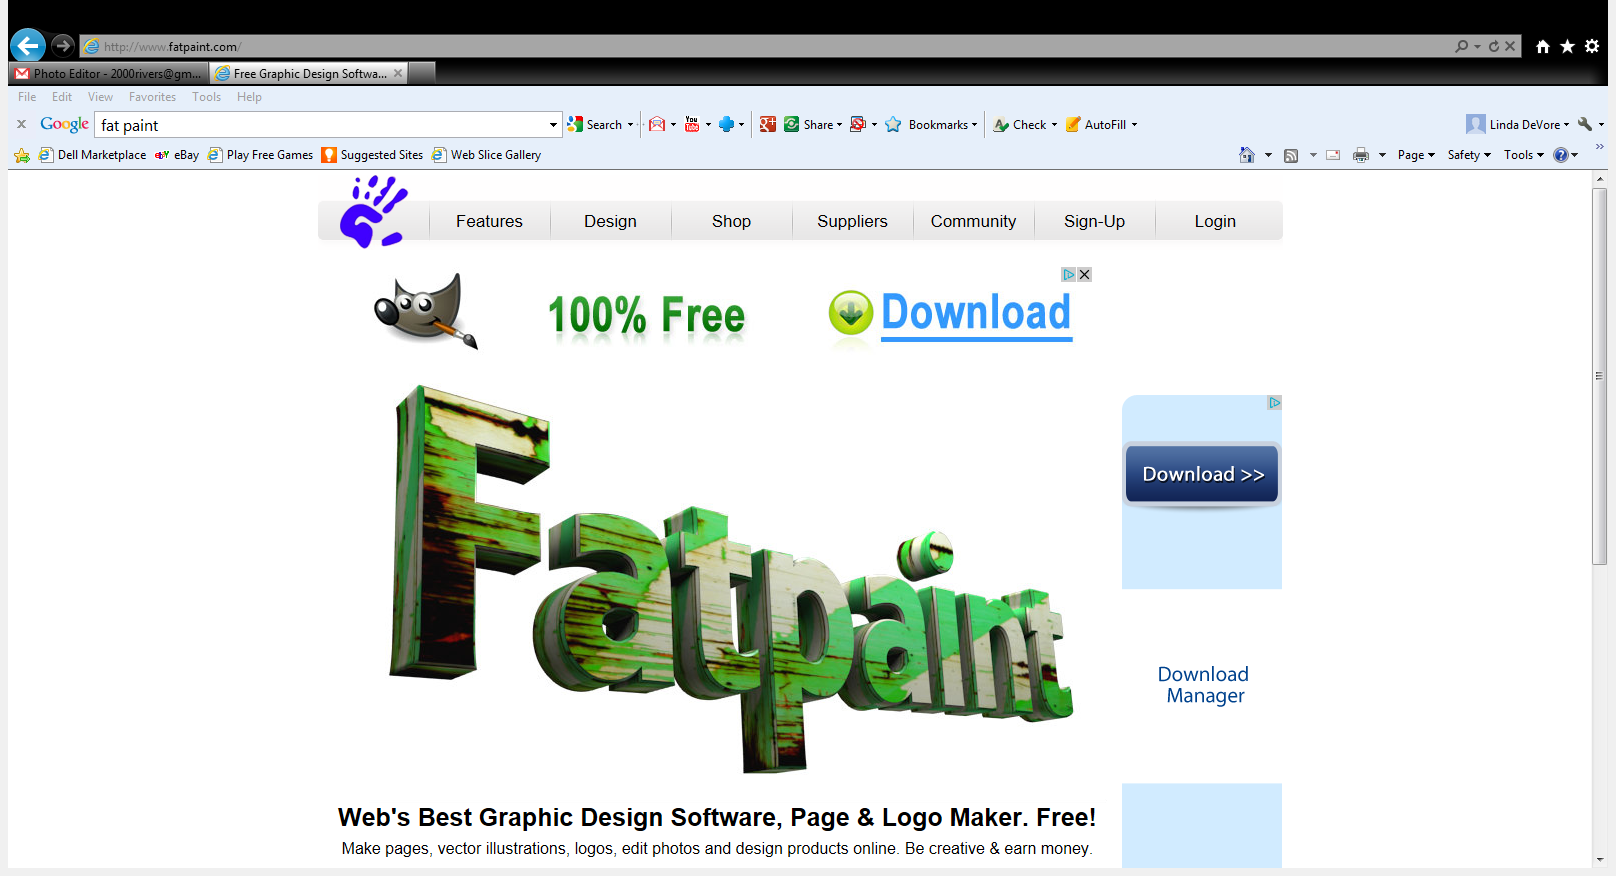 http://www.fatpaint.com/
Photo Editor - 2000rivers@gm... Free Graphic Design Softwa...
File Edit View Favorites Tools Help
x Google fat paint Search You Tube Share Bookmarks Check AutoFill Linda DeVore
Dell Marketplace eBay Play Free Games Suggested Sites Web Slice Gallery Page Safety Tools
Features Design Shop Suppliers Community Sign-Up Login
100% Free Download
Fatpaint
Download >>
Download
Manager
Web's Best Graphic Design Software, Page & Logo Maker. Free!
Make pages, vector illustrations, logos, edit photos and design products online. Be creative & earn money.